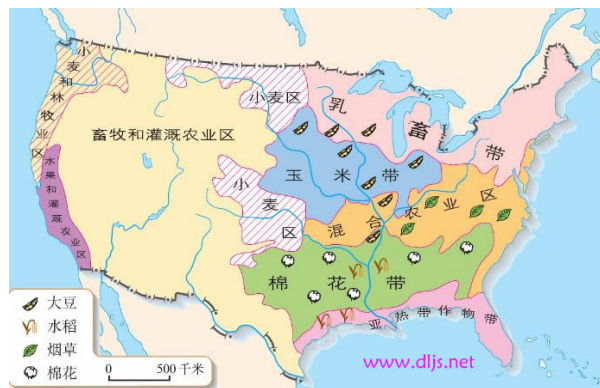 小麦和林牧业区
小麦区
乳畜带
畜牧和灌溉农业区
玉米带
水果和灌溉农业区
小麦区
混合农业区
棉花带
亚热带作物带
大豆
水稻
烟草
棉花
0 500千米
www.dljs.net